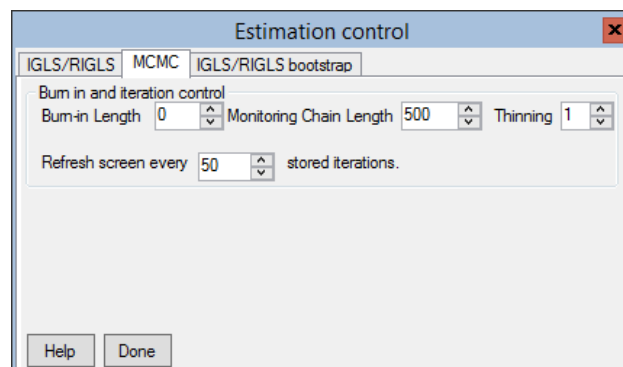 Estimation control
IGLS/RIGLS MCMC IGLS/RIGLS bootstrap
Burn in and iteration control
Burn-in Length 0 Monitoring Chain Length 500 Thinning 1
Refresh screen every 50 stored iterations.
Help Done